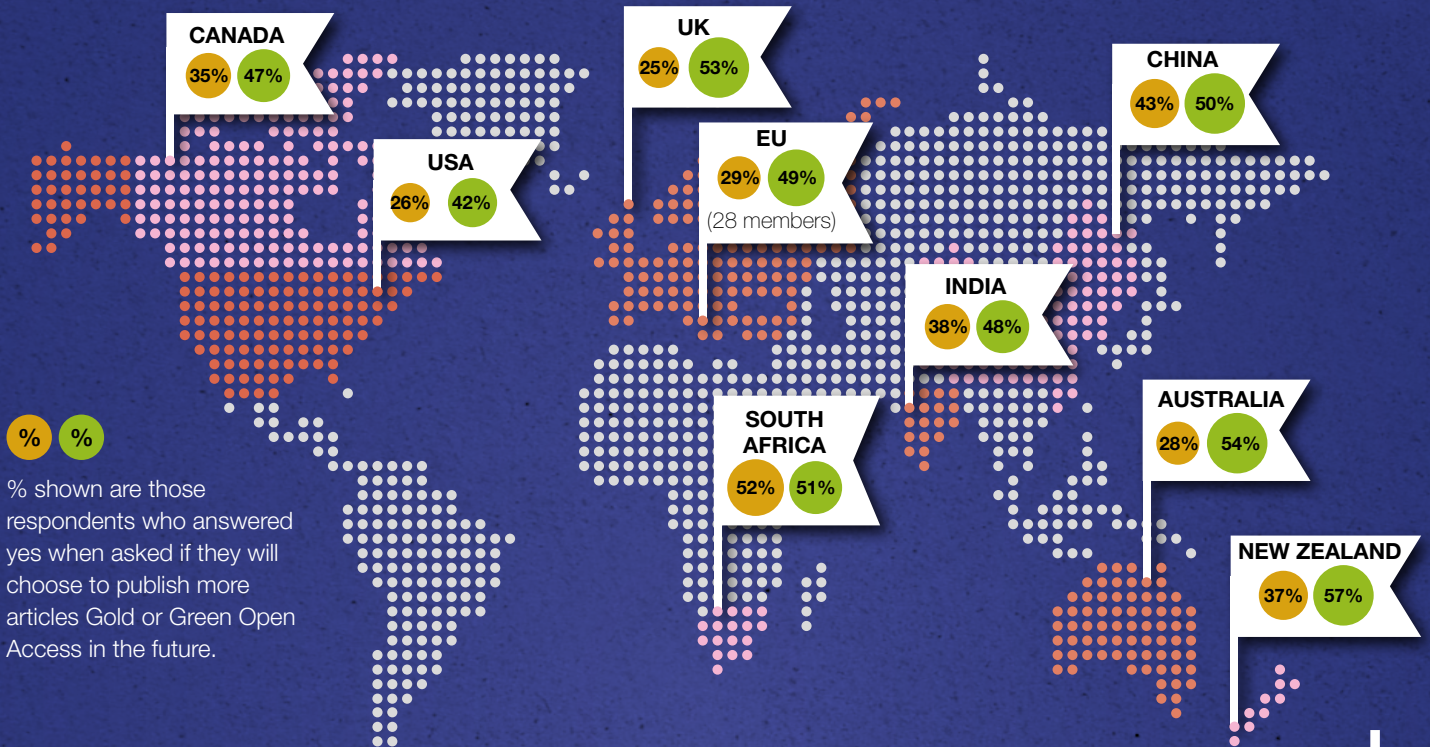 CANADA
35% 47%
UK
25% 53%
CHINA
43% 50%
USA
26% 42%
EU
29% 49%
(28 members)
INDIA
38% 48%
SOUTH
AFRICA
52% 51%
AUSTRALIA
28% 54%
NEW ZEALAND
37% 57%
% %
% shown are those
respondents who answered
yes when asked if they will
choose to publish more
articles Gold or Green Open
Access in the future.